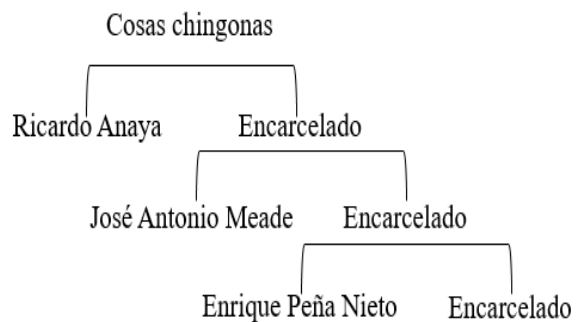 Cosas chingonas
Ricardo Anaya Encarcelado
José Antonio Meade Encarcelado
Enrique Peña Nieto Encarcelado